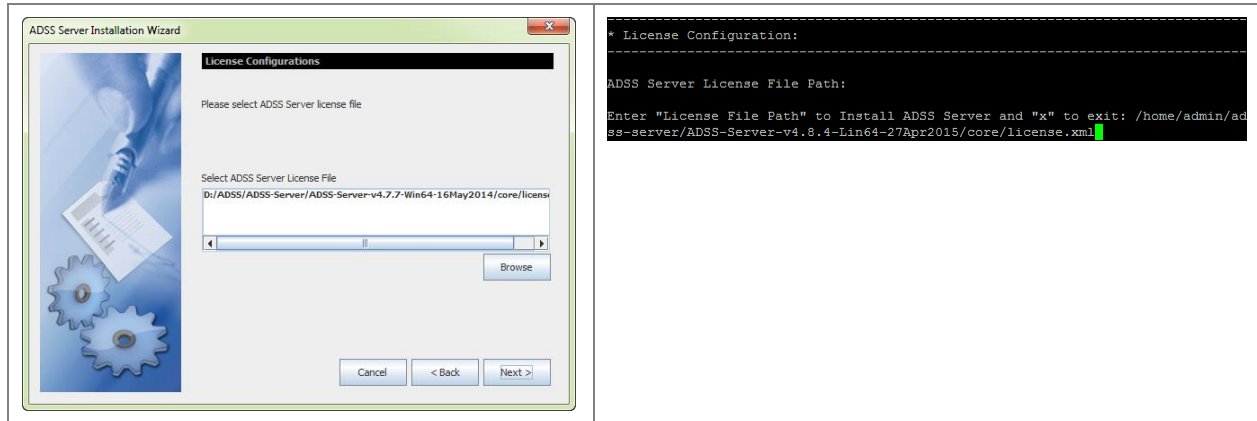 ADSS Server Installation Wizard
License Configurations
Please select ADSS Server license file
Select ADSS Server License File
D:/ADSS/ADSS-Server/ADSS-Server-v4.7.7-Win64-16May2014/core/license
Browse
Cancel
< Back
Next >
--------------------------------------------------------------------------------
* License Configuration:
--------------------------------------------------------------------------------
ADSS Server License File Path:
Enter "License File Path" to Install ADSS Server and "x" to exit: /home/admin/ad
ss-server/ADSS-Server-v4.8.4-Lin64-27Apr2015/core/license.xml